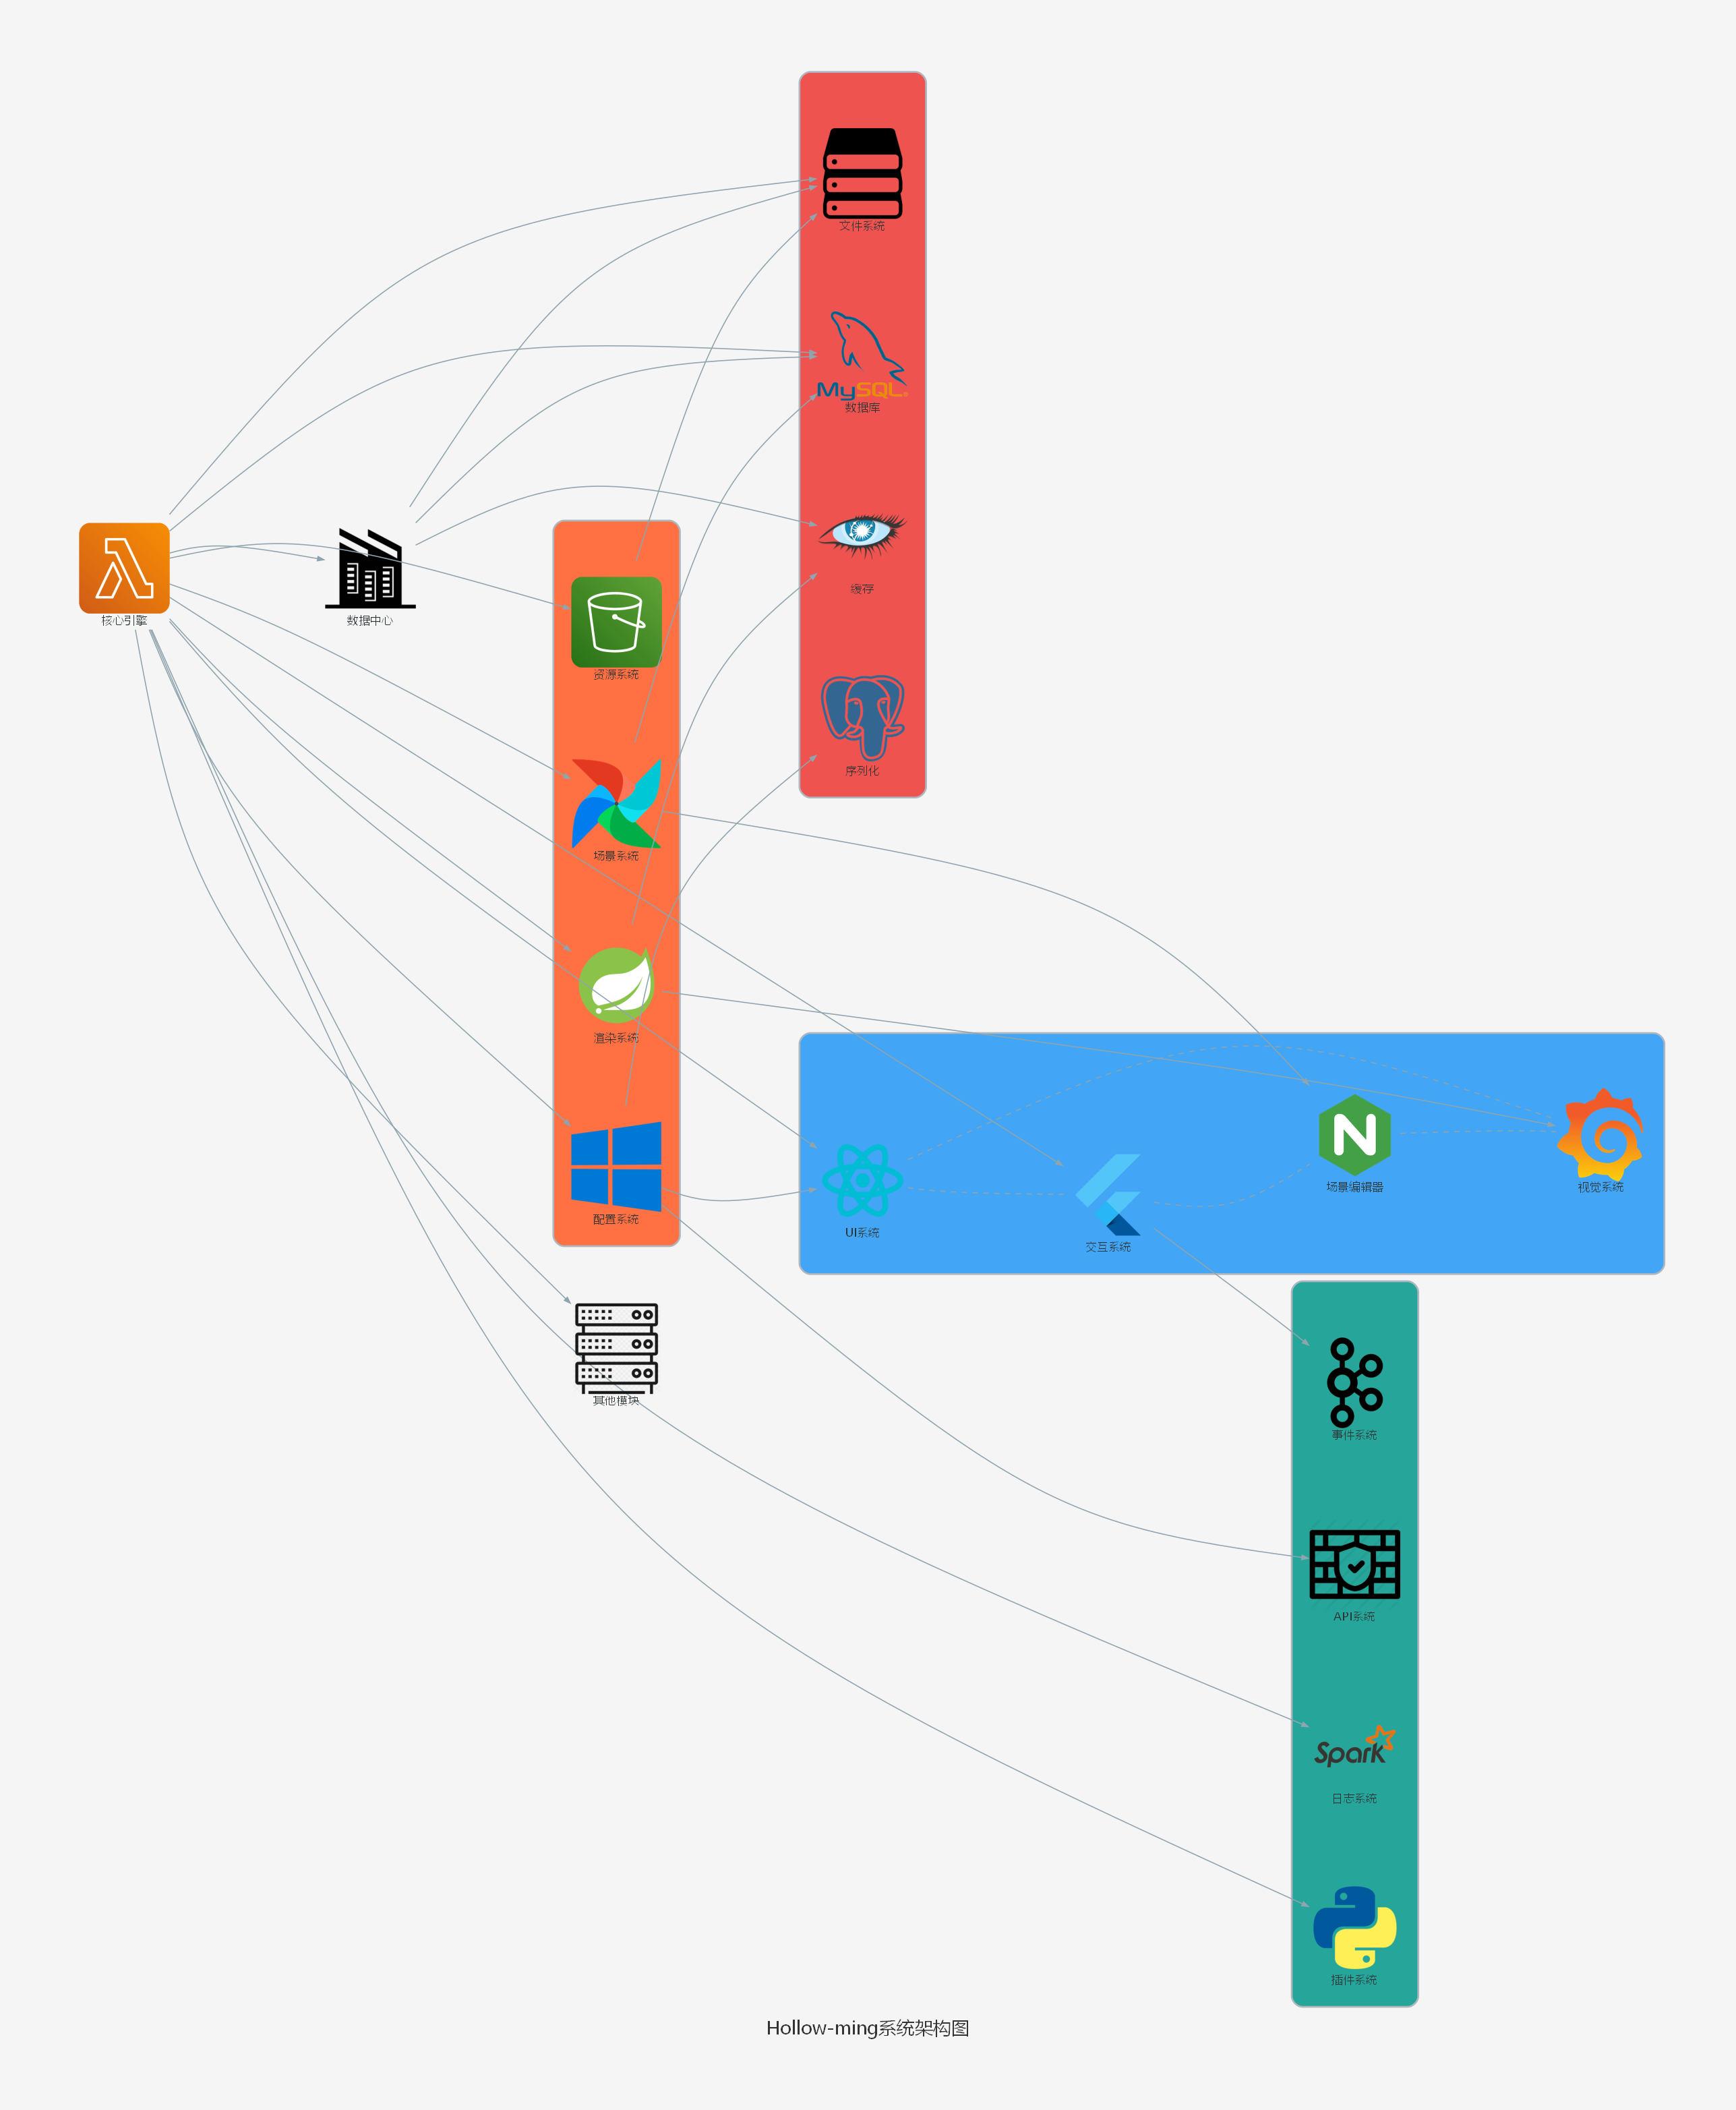 文件系统
MySQL
数据库
缓存
序列化
核心引擎
数据中心
资源系统
场景系统
渲染系统
配置系统
其他模块
UI系统
交互系统
场景编辑器
视觉系统
事件系统
API系统
Spark
日志系统
插件系统
Hollow-ming系统架构图